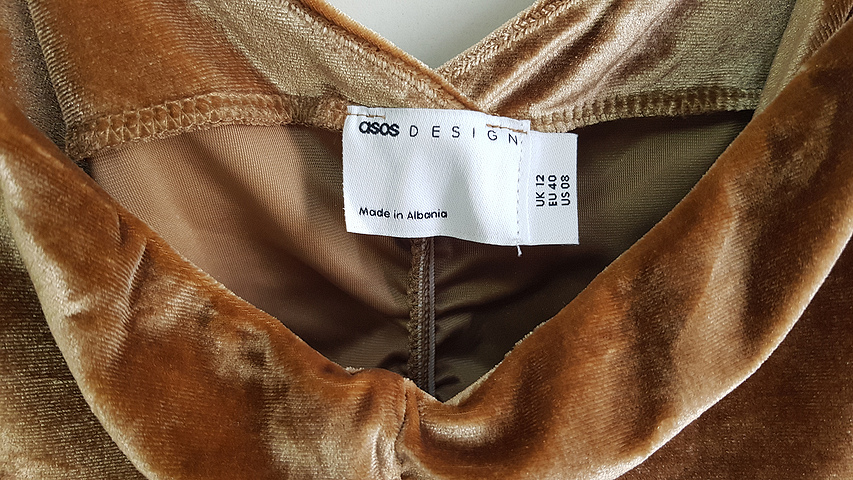 asos DESIGN
Made in Albania
UK 12
EU 40
US 08